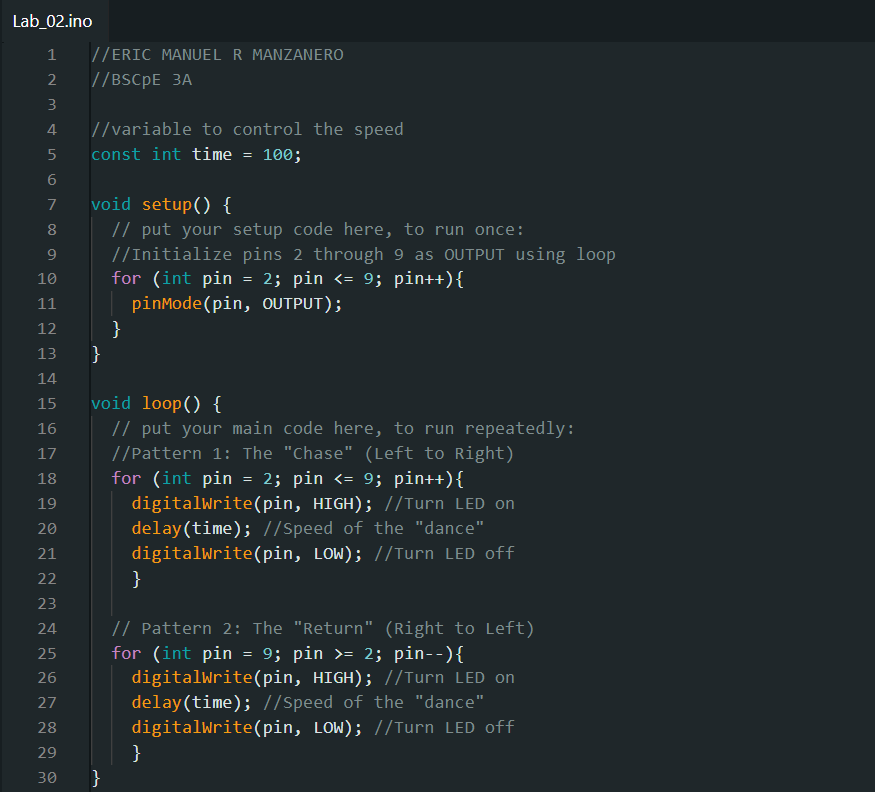 Lab_02.ino
1 //ERIC MANUEL R MANZANERO
2 //BSCpE 3A
3
4 //variable to control the speed
5 const int time = 100;
6
7 void setup() {
8   // put your setup code here, to run once:
9   //Initialize pins 2 through 9 as OUTPUT using loop
10   for (int pin = 2; pin <= 9; pin++){
11     pinMode(pin, OUTPUT);
12   }
13 }
14
15 void loop() {
16   // put your main code here, to run repeatedly:
17   //Pattern 1: The "Chase" (Left to Right)
18   for (int pin = 2; pin <= 9; pin++){
19     digitalWrite(pin, HIGH); //Turn LED on
20     delay(time); //Speed of the "dance"
21     digitalWrite(pin, LOW); //Turn LED off
22     }
23
24   // Pattern 2: The "Return" (Right to Left)
25   for (int pin = 9; pin >= 2; pin--){
26     digitalWrite(pin, HIGH); //Turn LED on
27     delay(time); //Speed of the "dance"
28     digitalWrite(pin, LOW); //Turn LED off
29     }
30 }